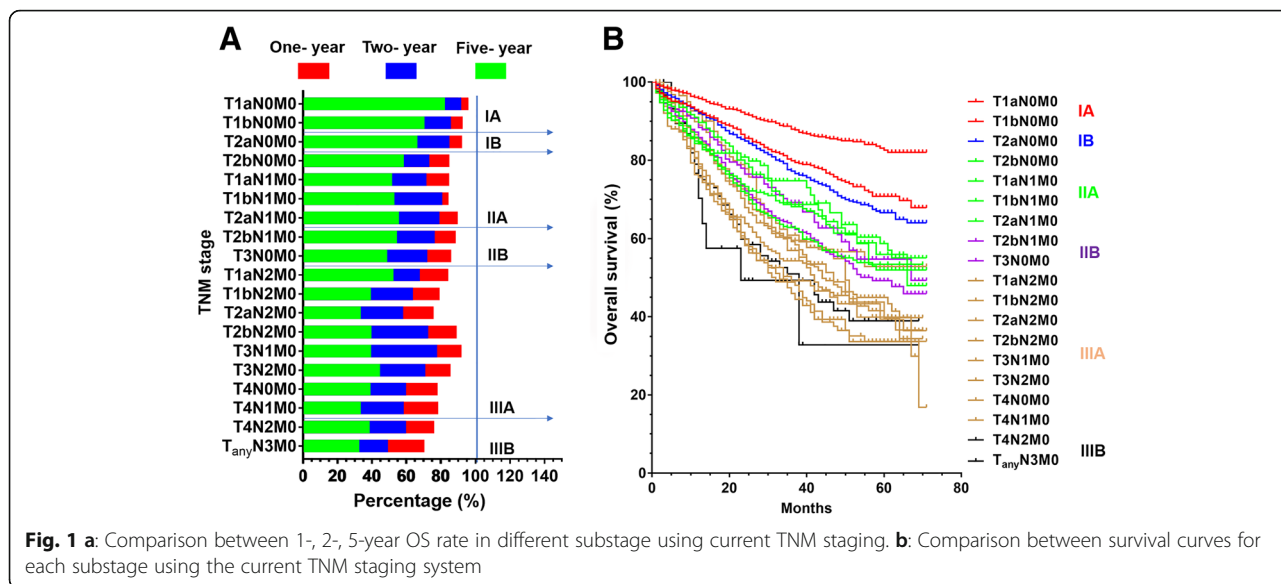 A
One- year Two- year Five- year
TNM stage
T1aN0M0
T1bN0M0
T2aN0M0
T2bN0M0
T1aN1M0
T1bN1M0
T2aN1M0
T2bN1M0
T3N0M0
T1aN2M0
T1bN2M0
T2aN2M0
T2bN2M0
T3N1M0
T3N2M0
T4N0M0
T4N1M0
T4N2M0
TanyN3M0
IA
IB
IIA
IIB
IIIA
IIIB
0 20 40 60 80 100 120 140
Percentage (%)
B
Overall survival (%)
100
80
60
40
20
0
0 20 40 60 80
Months
T1aN0M0
T1bN0M0
T2aN0M0
T2bN0M0
T1aN1M0
T1bN1M0
T2aN1M0
T2bN1M0
T3N0M0
T1aN2M0
T1bN2M0
T2aN2M0
T2bN2M0
T3N1M0
T3N2M0
T4N0M0
T4N1M0
T4N2M0
TanyN3M0
IA
IB
IIA
IIB
IIIA
IIIB
Fig. 1 a: Comparison between 1-, 2-, 5-year OS rate in different substage using current TNM staging. b: Comparison between survival curves for
each substage using the current TNM staging system